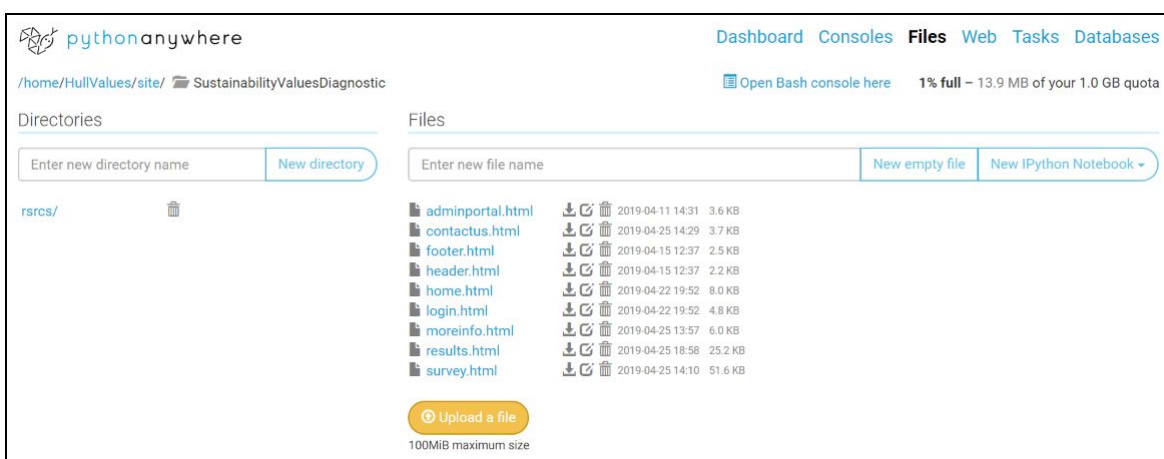 pythonanywhere
Dashboard Consoles Files Web Tasks Databases
/home/HullValues/site/ SustainabilityValuesDiagnostic
Open Bash console here 1% full – 13.9 MB of your 1.0 GB quota
Directories
Enter new directory name New directory
rsrcs/
Files
Enter new file name New empty file New IPython Notebook
adminportal.html 2019-04-11 14:31 3.6 KB
contactus.html 2019-04-25 14:29 3.7 KB
footer.html 2019-04-15 12:37 2.5 KB
header.html 2019-04-15 12:37 2.2 KB
home.html 2019-04-22 19:52 8.0 KB
login.html 2019-04-22 19:52 4.8 KB
moreinfo.html 2019-04-25 13:57 6.0 KB
results.html 2019-04-25 18:58 25.2 KB
survey.html 2019-04-25 14:10 51.6 KB
Upload a file
100MiB maximum size